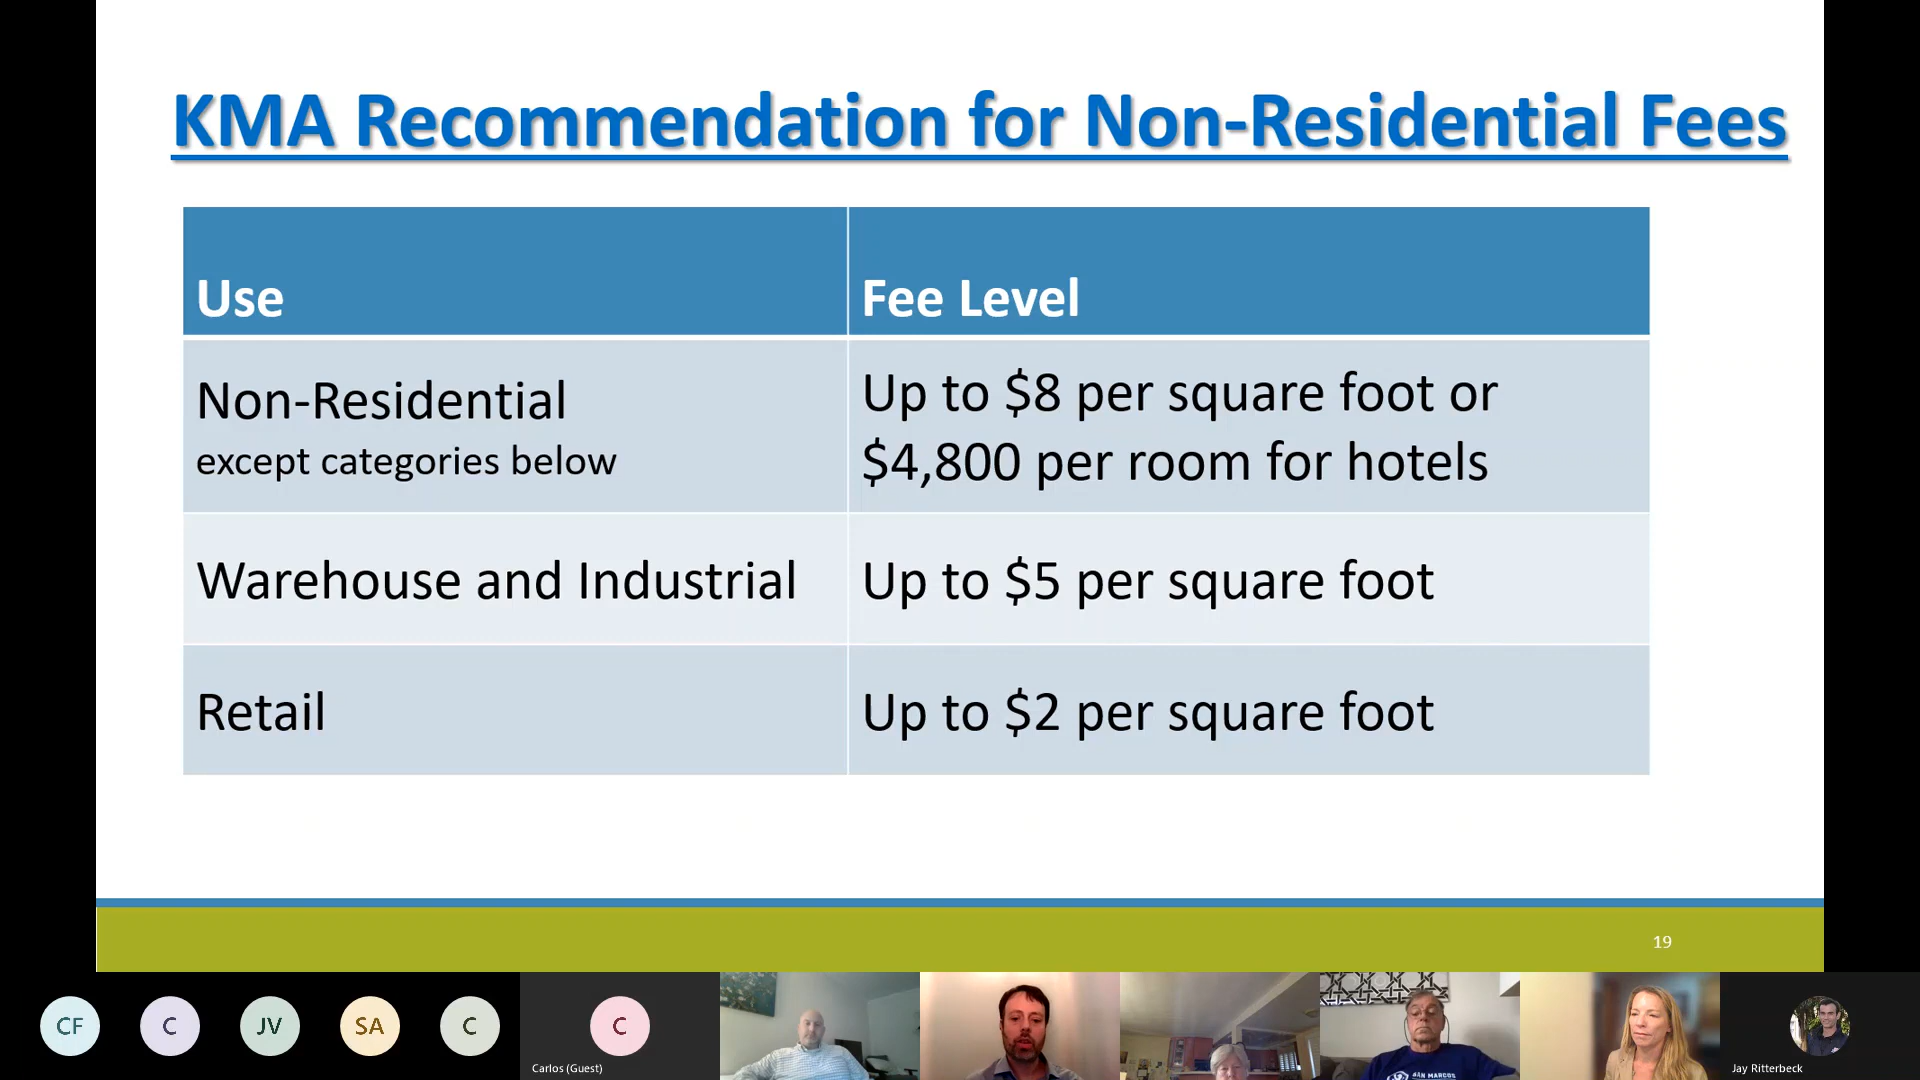 KMA Recommendation for Non-Residential Fees
Use
Fee Level
Non-Residential
except categories below
Up to $8 per square foot or
$4,800 per room for hotels
Warehouse and Industrial
Up to $5 per square foot
Retail
Up to $2 per square foot
19
CF
C
JV
SA
C
C
Carlos (Guest)
SAN MARCOS
Jay Ritterbeck